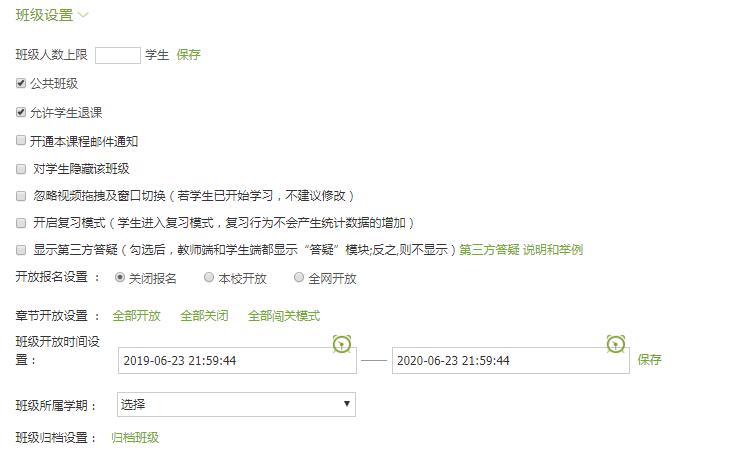 班级设置
班级人数上限 学生 保存
公共班级
允许学生退课
开通本课程邮件通知
对学生隐藏该班级
忽略视频拖拽及窗口切换（若学生已开始学习，不建议修改）
开启复习模式（学生进入复习模式，复习行为不会产生统计数据的增加）
显示第三方答疑（勾选后，教师端和学生端都显示“答疑”模块;反之,则不显示）第三方答疑 说明和举例
开放报名设置 ： 关闭报名 本校开放 全网开放
章节开放设置 ： 全部开放 全部关闭 全部闯关模式
班级开放时间设
置： 2019-06-23 21:59:44 —— 2020-06-23 21:59:44 保存
班级所属学期： 选择
班级归档设置： 归档班级